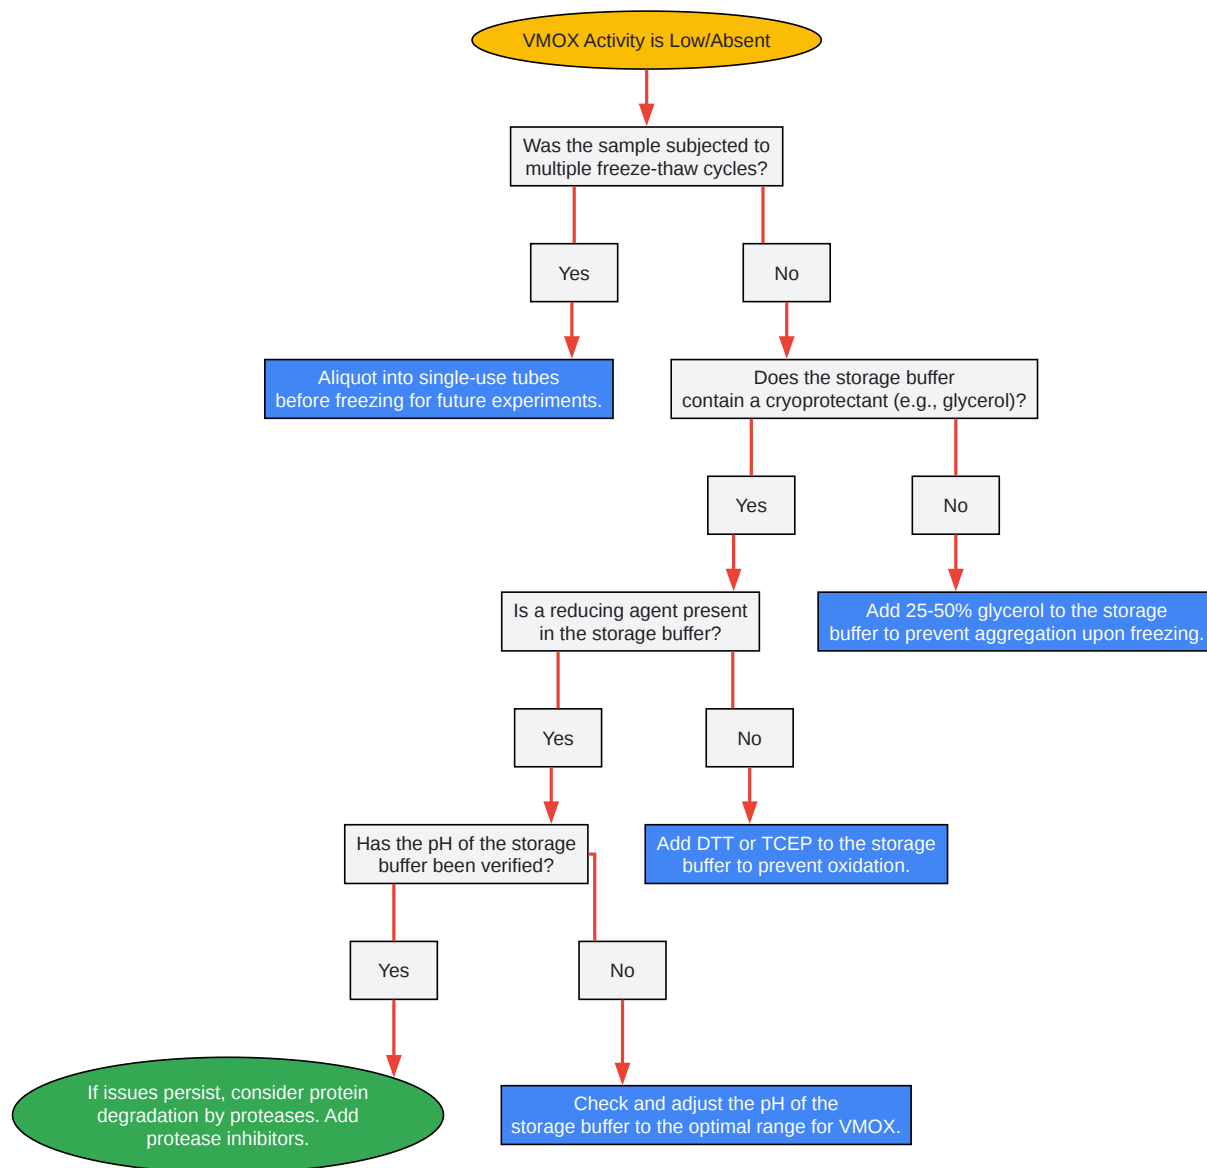 VMOX Activity is Low/Absent
Was the sample subjected to
multiple freeze-thaw cycles?
Yes
No
Aliquot into single-use tubes
before freezing for future experiments.
Does the storage buffer
contain a cryoprotectant (e.g., glycerol)?
Yes
No
Is a reducing agent present
in the storage buffer?
Add 25-50% glycerol to the storage
buffer to prevent aggregation upon freezing.
Yes
No
Has the pH of the storage
buffer been verified?
Add DTT or TCEP to the storage
buffer to prevent oxidation.
Yes
No
If issues persist, consider protein
degradation by proteases. Add
protease inhibitors.
Check and adjust the pH of the
storage buffer to the optimal range for VMOX.